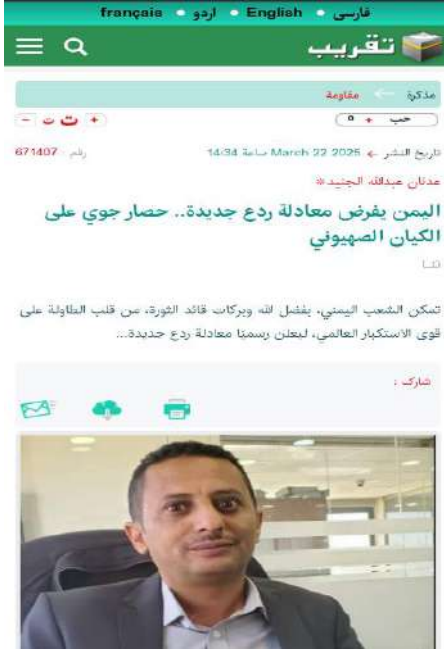 فارسی • English • اردو • français
تقريب
مذكرة ← مقاومة
حب + 0
+ ت ت -
تاريخ النشر March 22 2025 ساعة 14:34
رقم : 671407
عدنان عبدالله الجنيد*
اليمن يفرض معادلة ردع جديدة.. حصار جوي على
الكيان الصهيوني
تنا
تمكن الشعب اليمني، بفضل الله وبركات قائد الثورة، من قلب الطاولة على
قوى الاستكبار العالمي، ليعلن رسميًا معادلة ردع جديدة...
شارك :